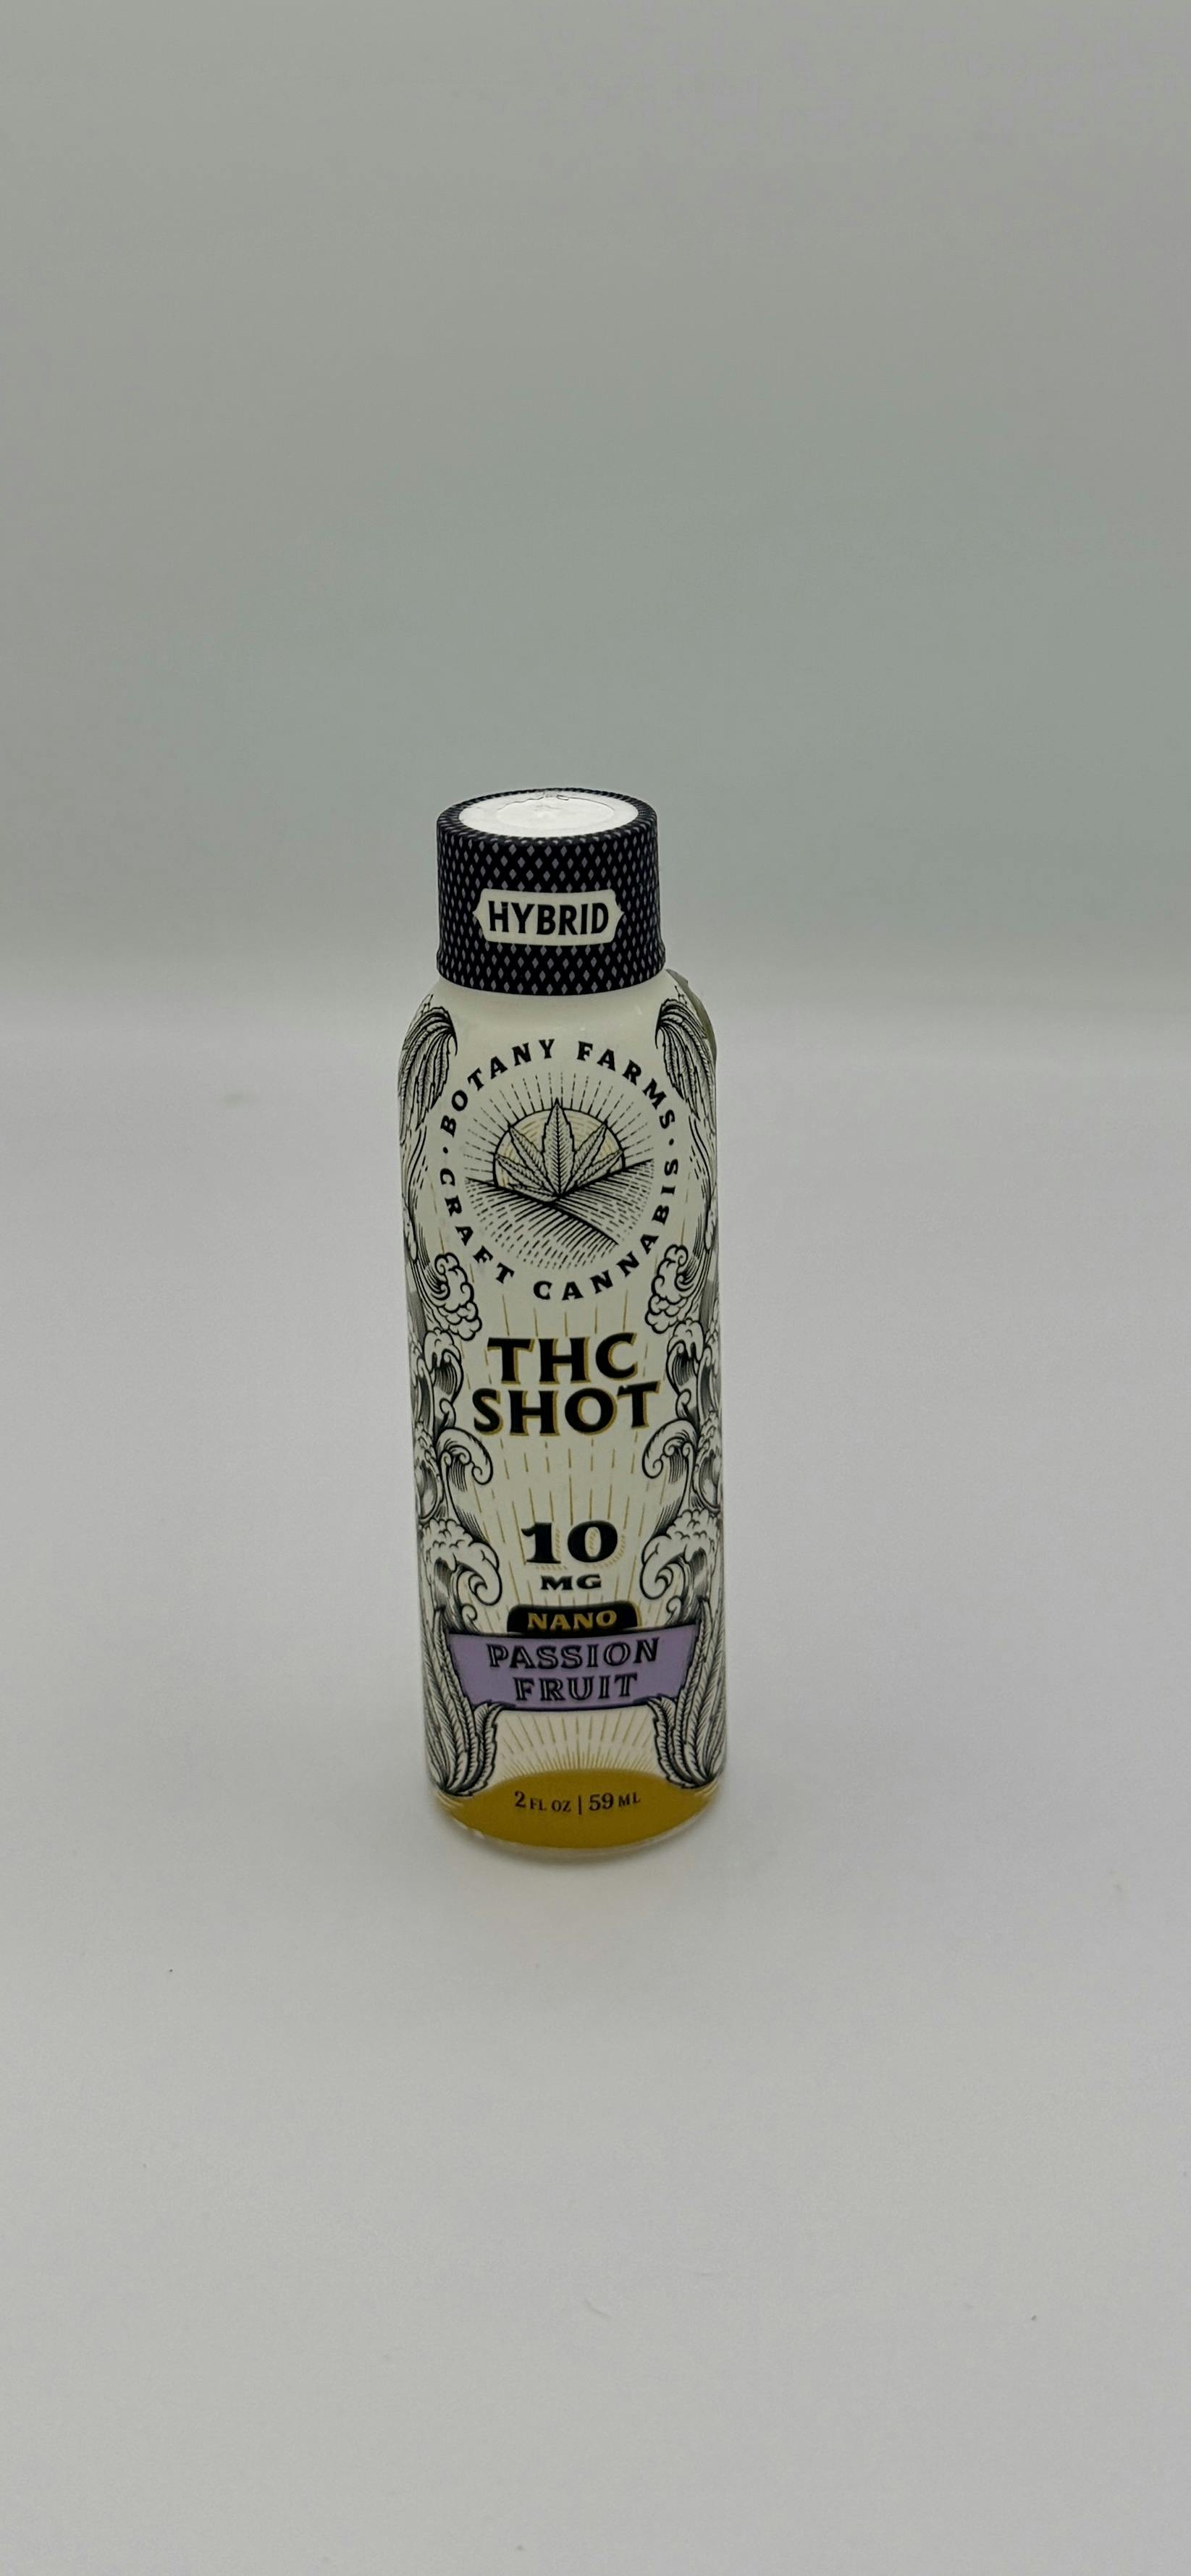 HYBRID
BOTANY FARMS
· CRAFT CANNABIS ·
THC
SHOT
10
MG
NANO
PASSION
FRUIT
2 FL OZ | 59 ML